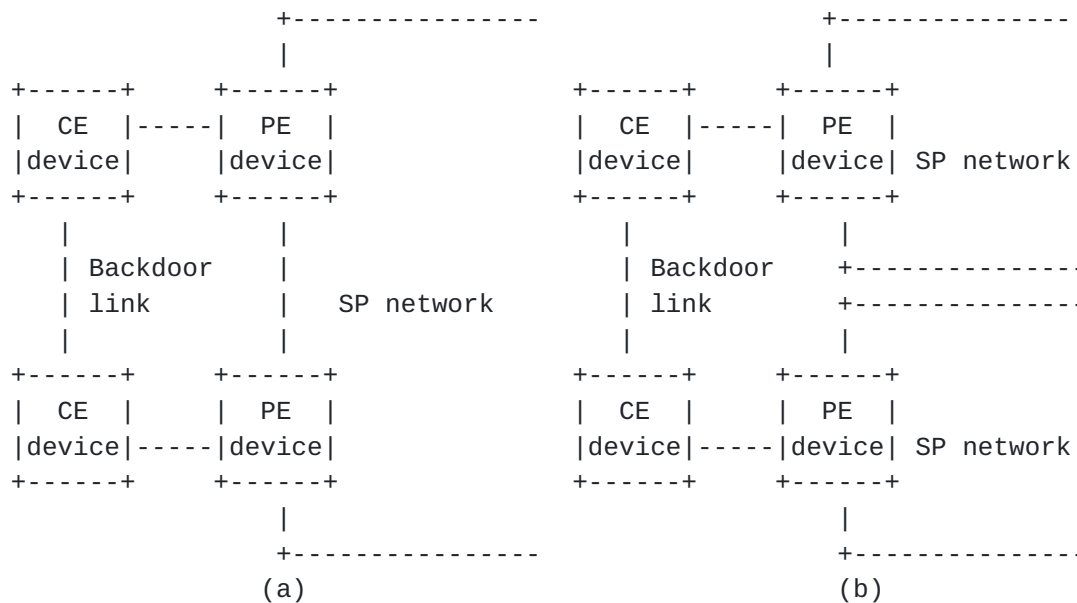 +----------------                  +---------------
                 |                                  |
+------+     +------+               +------+     +------+
|  CE  |-----|  PE  |               |  CE  |-----|  PE  |
|device|     |device|               |device|     |device| SP network
+------+     +------+               +------+     +------+
   |             |                     |             |
   | Backdoor    |                     | Backdoor    +---------------
   | link        |   SP network        | link        +---------------
   |             |                     |             |
+------+     +------+               +------+     +------+
|  CE  |     |  PE  |               |  CE  |     |  PE  |
|device|-----|device|               |device|-----|device| SP network
+------+     +------+               +------+     +------+
                 |                                   |
                 +----------------                   +---------------
                (a)                                 (b)